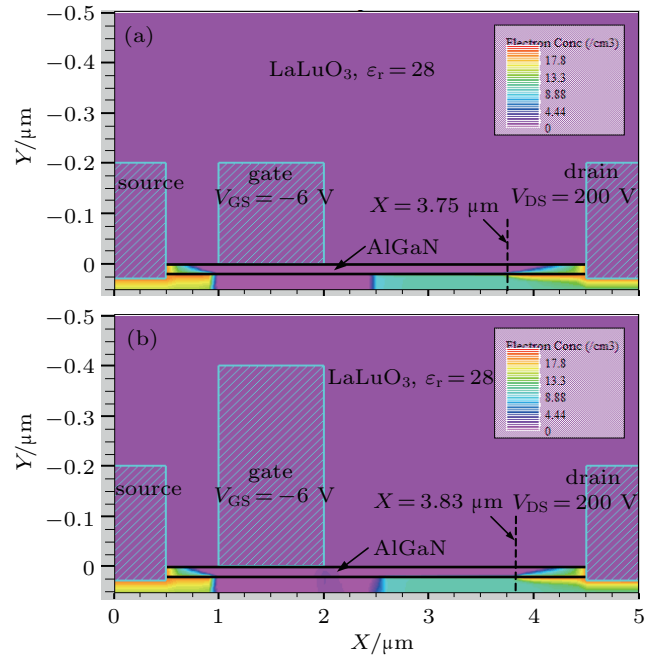 (a)
Electron Conc (/cm3)
17.8
13.3
8.88
4.44
0
LaLuO₃, εr = 28
source
gate
VGS = −6 V
drain
VDS = 200 V
X = 3.75 μm
AlGaN
Y/μm
−0.5
−0.4
−0.3
−0.2
−0.1
0
(b)
Electron Conc (/cm3)
17.8
13.3
8.88
4.44
0
LaLuO₃, εr = 28
source
gate
VGS = −6 V
drain
VDS = 200 V
X = 3.83 μm
AlGaN
Y/μm
−0.5
−0.4
−0.3
−0.2
−0.1
0
0 1 2 3 4 5
X/μm